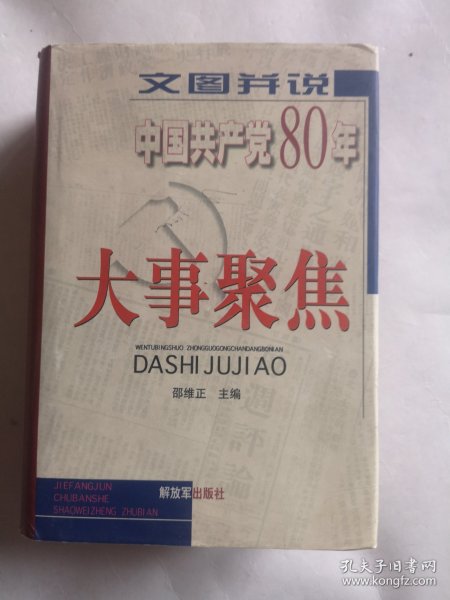 文图并说
中国共产党80年
大事聚焦
WENTUBINGSHUO ZHONGGUOGONGCHANDANGBONIAN
DASHI JUJIAO
邵维正 主编
JIEFANGJUN
CHUBANSHE
SHAOWEIZHENG ZHUBIAN
解放军出版社
孔夫子旧书网
www.kongfz.com